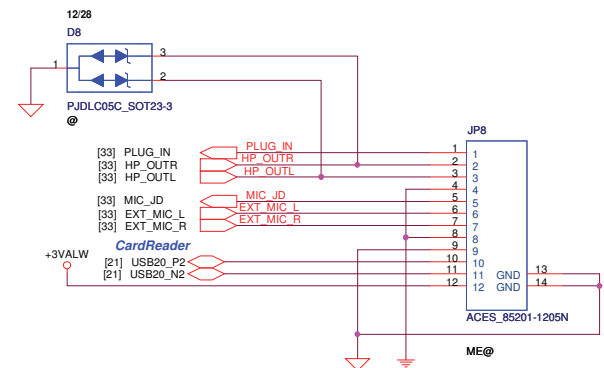 12/28
D8
1
3
2
PJDLC05C_SOT23-3
@
JP8
[33] PLUG_IN PLUG_IN 1 1
[33] HP_OUTR HP_OUTR 2 2
[33] HP_OUTL HP_OUTL 3 3
4 4
[33] MIC_JD MIC_JD 5 5
[33] EXT_MIC_L EXT_MIC_L 6 6
[33] EXT_MIC_R EXT_MIC_R 7 7
8 8
CardReader 9 9
+3VALW
[21] USB20_P2 10 10
[21] USB20_N2 11 11 GND 13
12 12 GND 14
ACES_85201-1205N
ME@